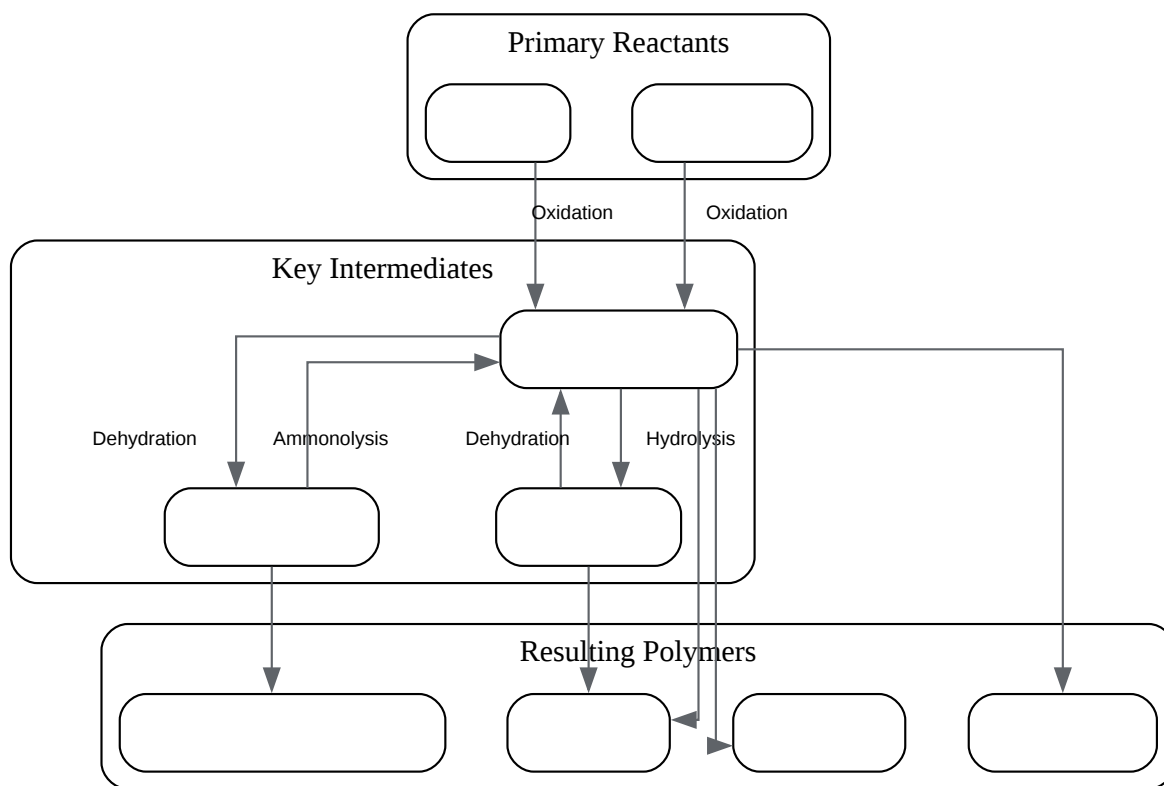 Primary Reactants
Oxidation
Oxidation
Key Intermediates
Dehydration
Ammonolysis
Dehydration
Hydrolysis
Resulting Polymers